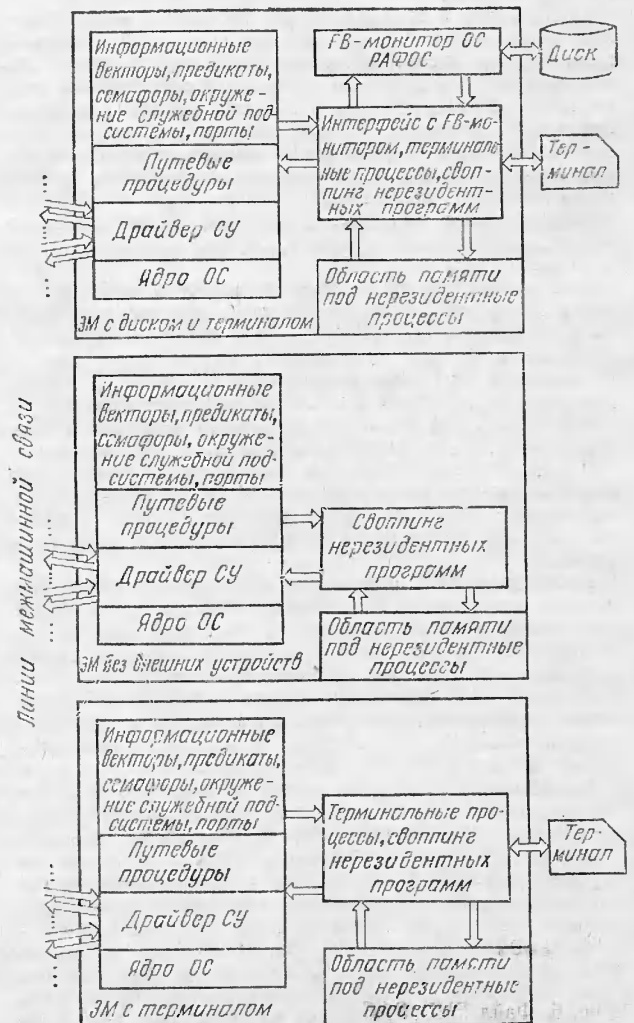 Информационные
векторы, предикаты,
семафоры, окруже-
ние служебной под-
системы, порты
Путевые
процедуры
Драйвер СУ
Ядро ОС
ЭМ с диском и терминалом
FB-монитор ОС
РАФОС
Диск
Интерфейс с FB-мо-
нитором, терминаль-
ные процессы, своп-
пинг нерезидент-
ных программ
Тер-
минал
Область памяти
под нерезидентные
процессы
Линии межмашинной связи
Информационные
векторы, предикаты,
семафоры, окруже-
ние служебной под-
системы, порты
Путевые
процедуры
Драйвер СУ
Ядро ОС
ЭМ без внешних устройств
Своппинг
нерезидентных
программ
Область памяти
под нерезидентные
процессы
Информационные
векторы, предикаты,
семафоры, окруже-
ние служебной под-
системы, порты
Путевые
процедуры
Драйвер СУ
Ядро ОС
ЭМ с терминалом
Терминальные про-
цессы, своппинг
нерезидентных
программ
Тер-
минал
Область памяти
под нерезидентные
процессы